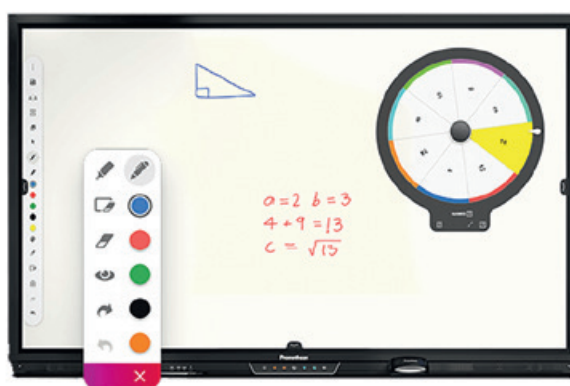 a=2 b=3
4+9=13
c = √13
Promethean